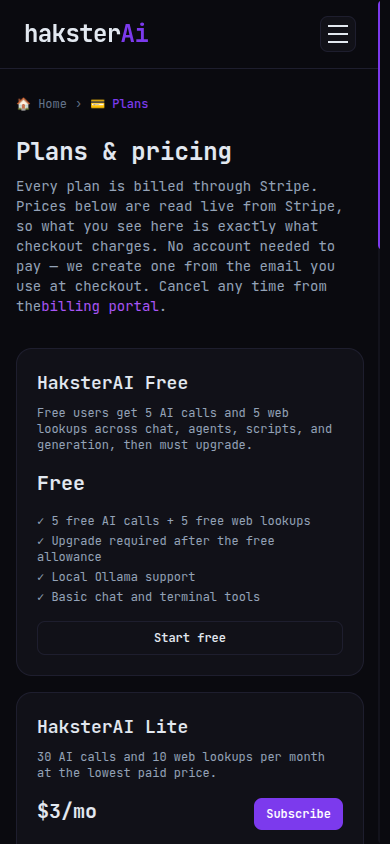 haksterAi
🏠 Home › 💳 Plans
Plans & pricing
Every plan is billed through Stripe.
Prices below are read live from Stripe,
so what you see here is exactly what
checkout charges. No account needed to
pay — we create one from the email you
use at checkout. Cancel any time from
thebilling portal.
HaksterAI Free
Free users get 5 AI calls and 5 web
lookups across chat, agents, scripts, and
generation, then must upgrade.
Free
✓ 5 free AI calls + 5 free web lookups
✓ Upgrade required after the free
allowance
✓ Local Ollama support
✓ Basic chat and terminal tools
Start free
HaksterAI Lite
30 AI calls and 10 web lookups per month
at the lowest paid price.
$3/mo
Subscribe